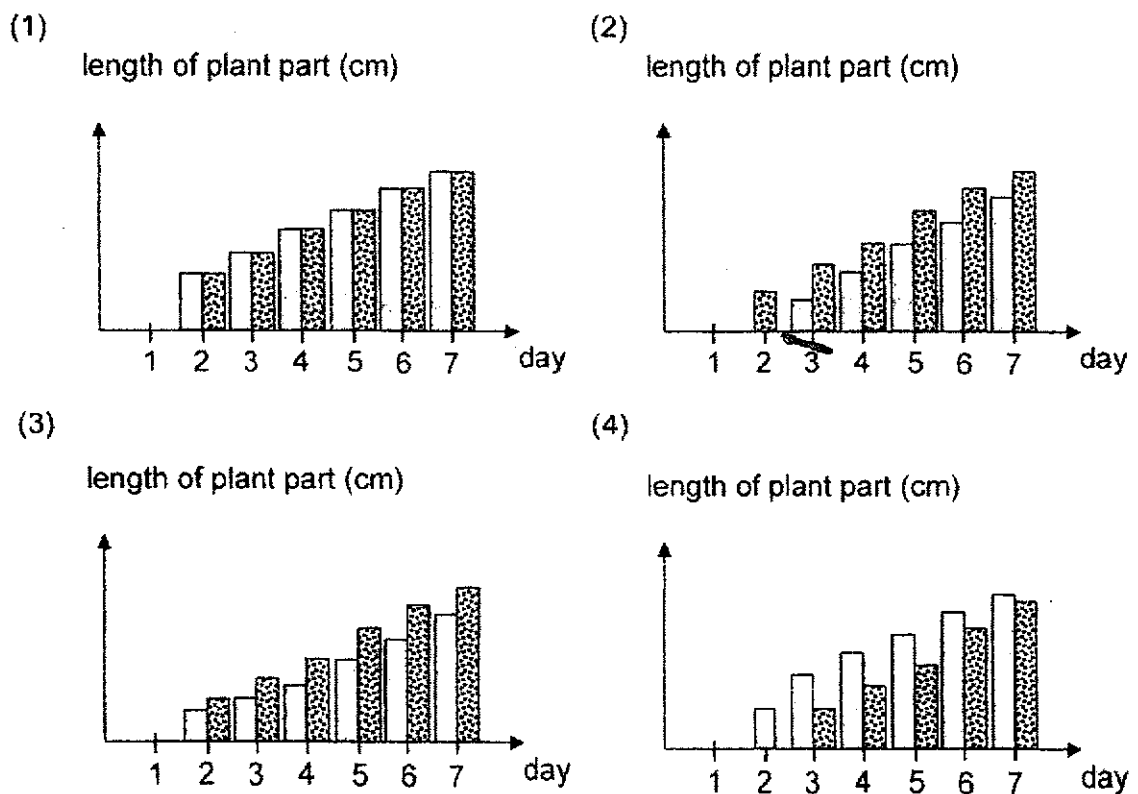 (1)
length of plant part (cm)
1 2 3 4 5 6 7 day
(2)
length of plant part (cm)
1 2 3 4 5 6 7 day
(3)
length of plant part (cm)
1 2 3 4 5 6 7 day
(4)
length of plant part (cm)
1 2 3 4 5 6 7 day